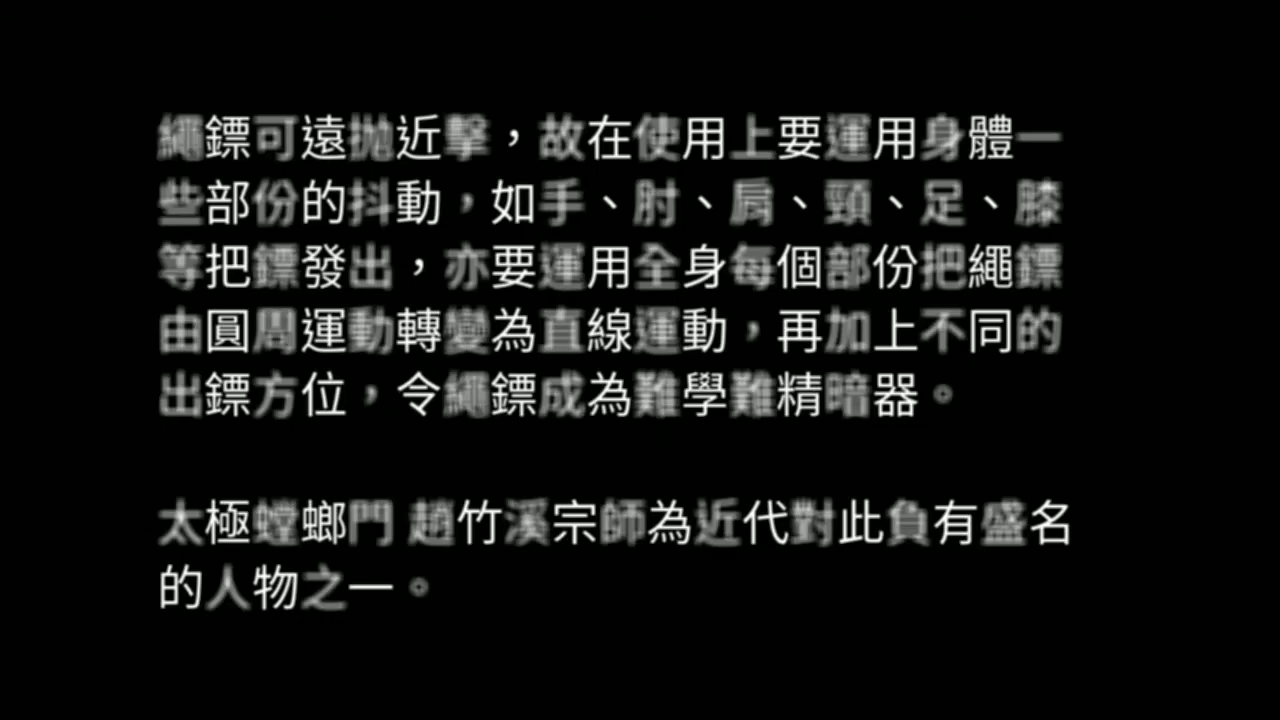 繩鏢可遠拋近擊，故在使用上要運用身體一
些部份的抖動，如手、肘、肩、頸、足、膝
等把鏢發出，亦要運用全身每個部份把繩鏢
由圓周運動轉變為直線運動，再加上不同的
出鏢方位，令繩鏢成為難學難精暗器。
太極螳螂門 趙竹溪宗師為近代對此負有盛名
的人物之一。